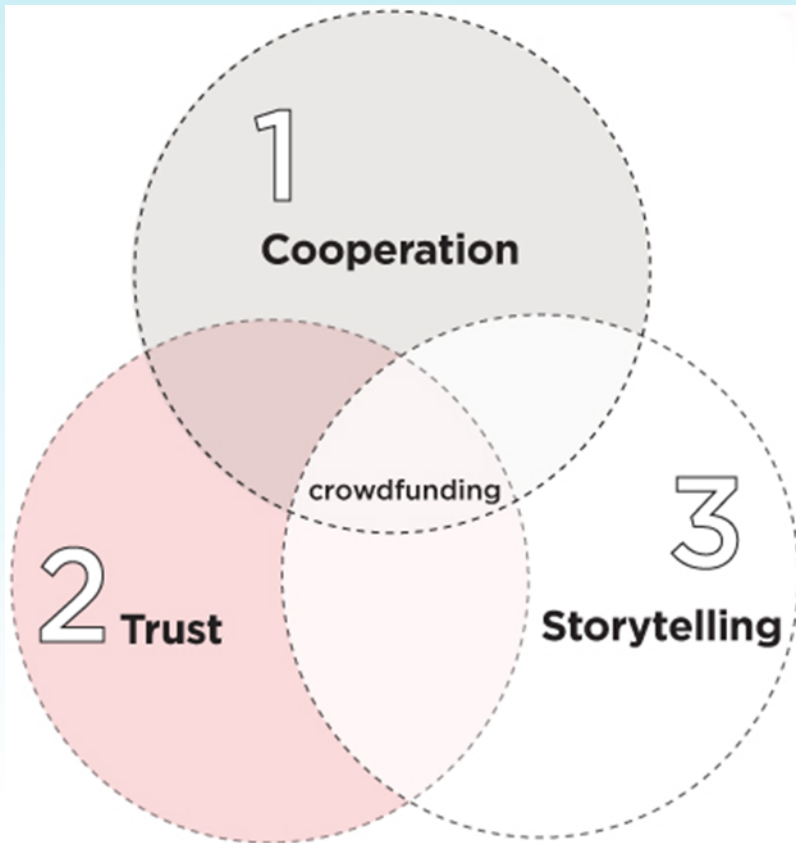 1
Cooperation
crowdfunding
2 Trust
3
Storytelling